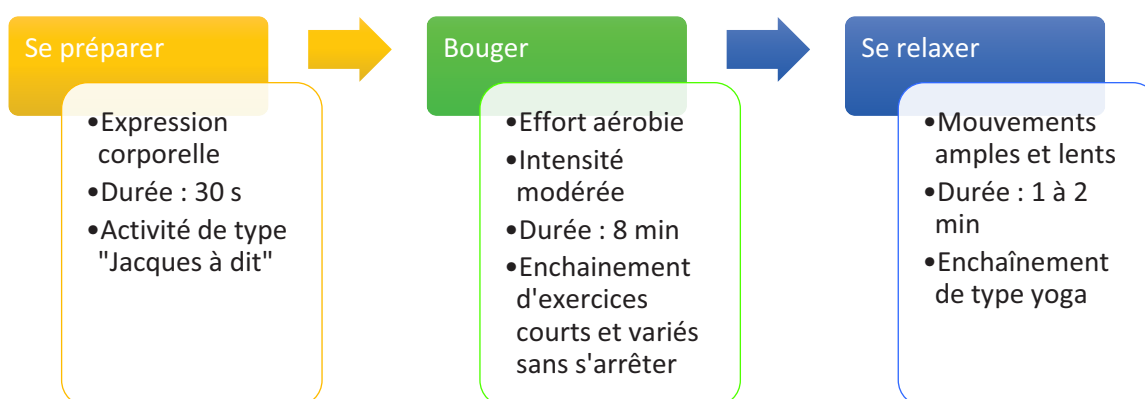 Se préparer
•Expression
corporelle
•Durée : 30 s
•Activité de type
"Jacques à dit"
Bouger
•Effort aérobie
•Intensité
modérée
•Durée : 8 min
•Enchainement
d'exercices
courts et variés
sans s'arrêter
Se relaxer
•Mouvements
amples et lents
•Durée : 1 à 2
min
•Enchaînement
de type yoga